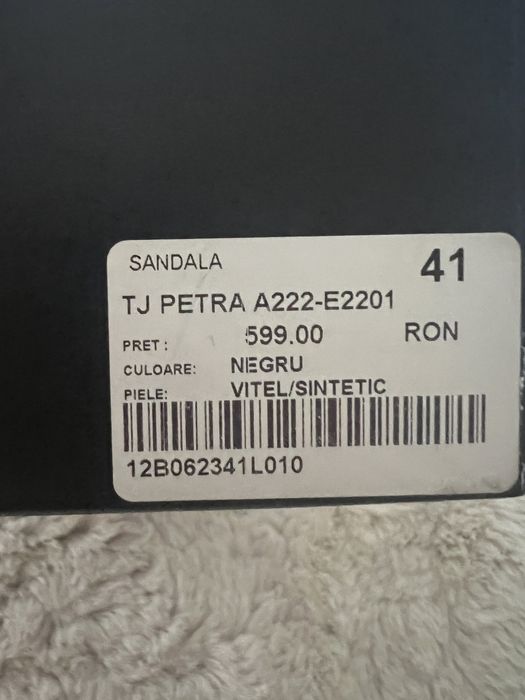 SANDALA 41
TJ PETRA A222-E2201
PRET: 599.00 RON
CULOARE: NEGRU
PIELE: VITEL/SINTETIC
12B062341L010